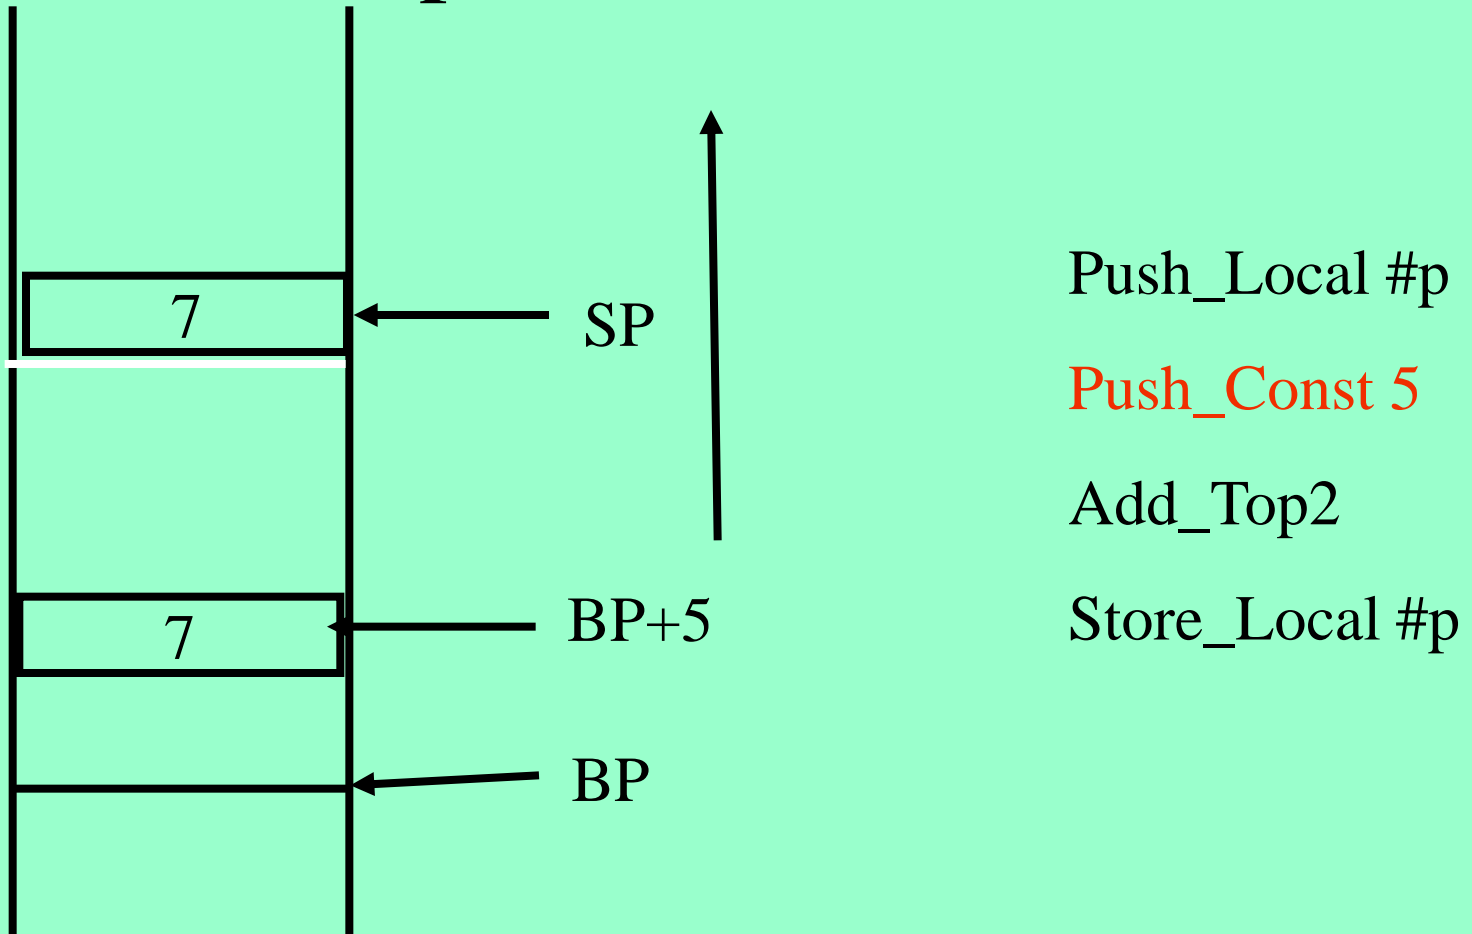 7
SP
7
BP+5
BP
Push_Local #p
Push_Const 5
Add_Top2
Store_Local #p